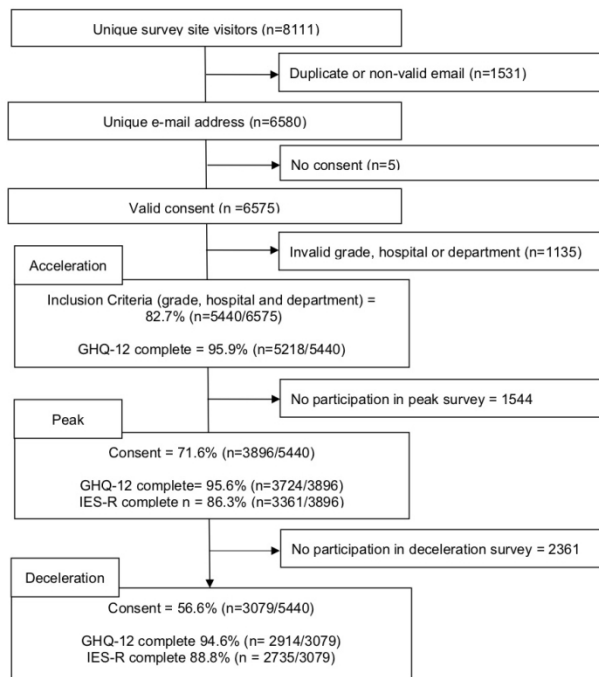 Unique survey site visitors (n=8111)
Duplicate or non-valid email (n=1531)
Unique e-mail address (n=6580)
No consent (n=5)
Valid consent (n =6575)
Invalid grade, hospital or department (n=1135)
Acceleration
Inclusion Criteria (grade, hospital and department) =
82.7% (n=5440/6575)
GHQ-12 complete = 95.9% (n=5218/5440)
No participation in peak survey = 1544
Peak
Consent = 71.6% (n=3896/5440)
GHQ-12 complete= 95.6% (n=3724/3896)
IES-R complete n = 86.3% (n=3361/3896)
No participation in deceleration survey = 2361
Deceleration
Consent = 56.6% (n=3079/5440)
GHQ-12 complete 94.6% (n= 2914/3079)
IES-R complete 88.8% (n = 2735/3079)